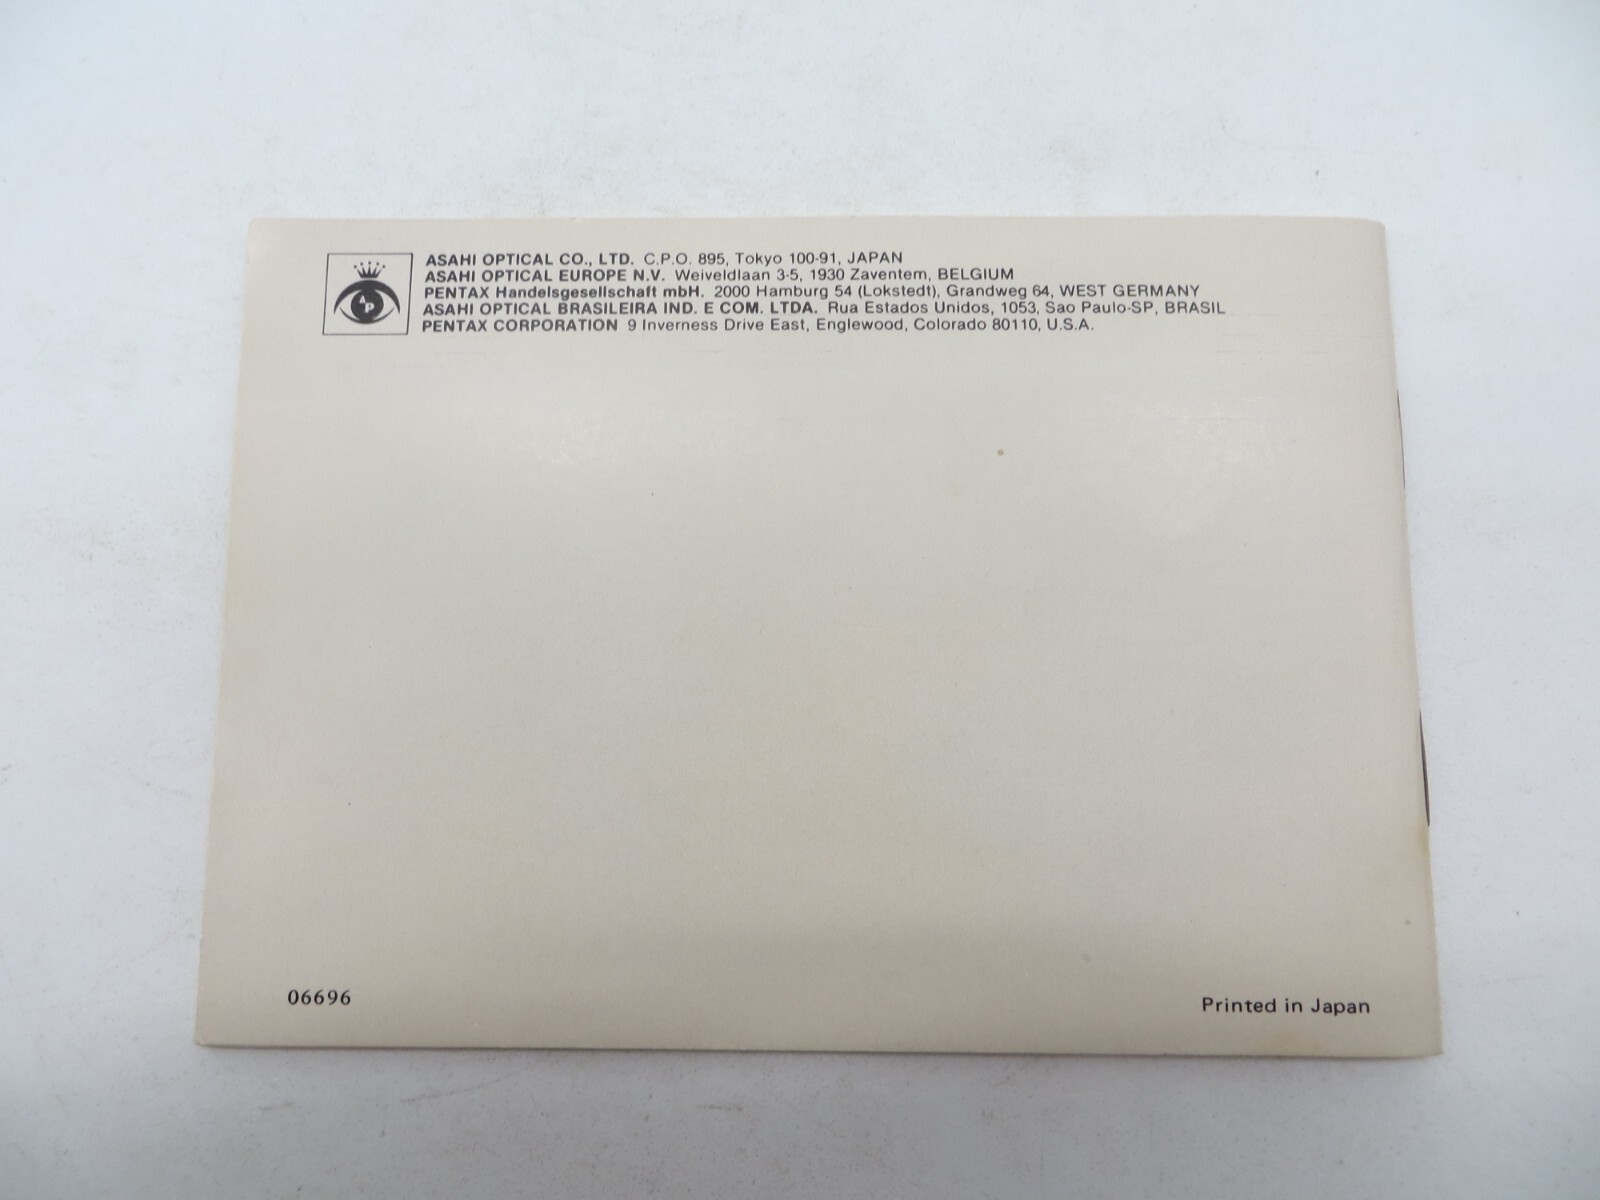 AP
ASAHI OPTICAL CO., LTD. C.P.O. 895, Tokyo 100-91, JAPAN
ASAHI OPTICAL EUROPE N.V. Weiveldlaan 3-5, 1930 Zaventem, BELGIUM
PENTAX Handelsgesellschaft mbH. 2000 Hamburg 54 (Lokstedt), Grandweg 64, WEST GERMANY
ASAHI OPTICAL BRASILEIRA IND. E COM. LTDA. Rua Estados Unidos, 1053, Sao Paulo-SP, BRASIL
PENTAX CORPORATION 9 Inverness Drive East, Englewood, Colorado 80110, U.S.A.
06696
Printed in Japan